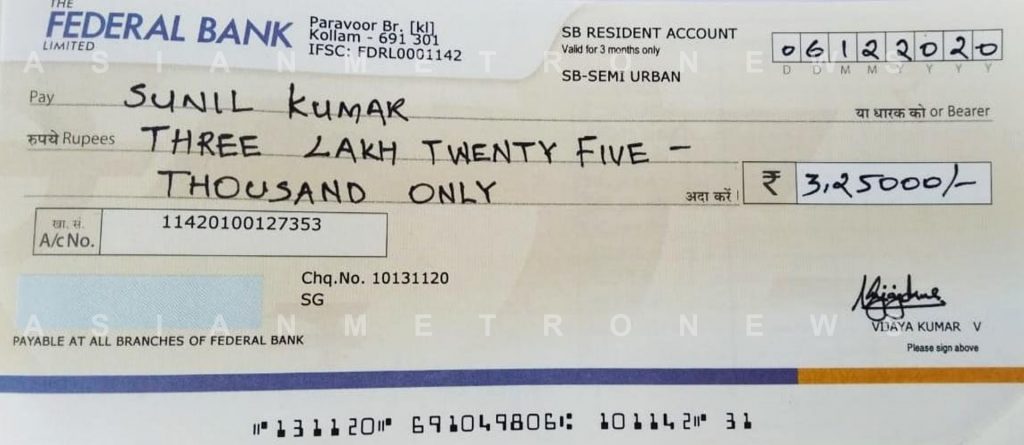 THE
FEDERAL BANK
LIMITED
Paravoor Br. [kl]
Kollam - 691 301
IFSC: FDRL0001142
SB RESIDENT ACCOUNT
Valid for 3 months only
SB-SEMI URBAN
06122020
D D M M Y Y Y Y
ASIANMETRONEWS
Pay SUNIL KUMAR या धारक को or Bearer
रुपये Rupees THREE LAKH TWENTY FIVE -
THOUSAND ONLY अदा करें। ₹ 3,25000/-
खा. सं.
A/c No. 11420100127353
Chq.No. 10131120
SG
ASIANMETRONEWS
VIJAYA KUMAR V
Please sign above
PAYABLE AT ALL BRANCHES OF FEDERAL BANK
⑈131120⑈ 691049806⑆ 101142⑈ 31